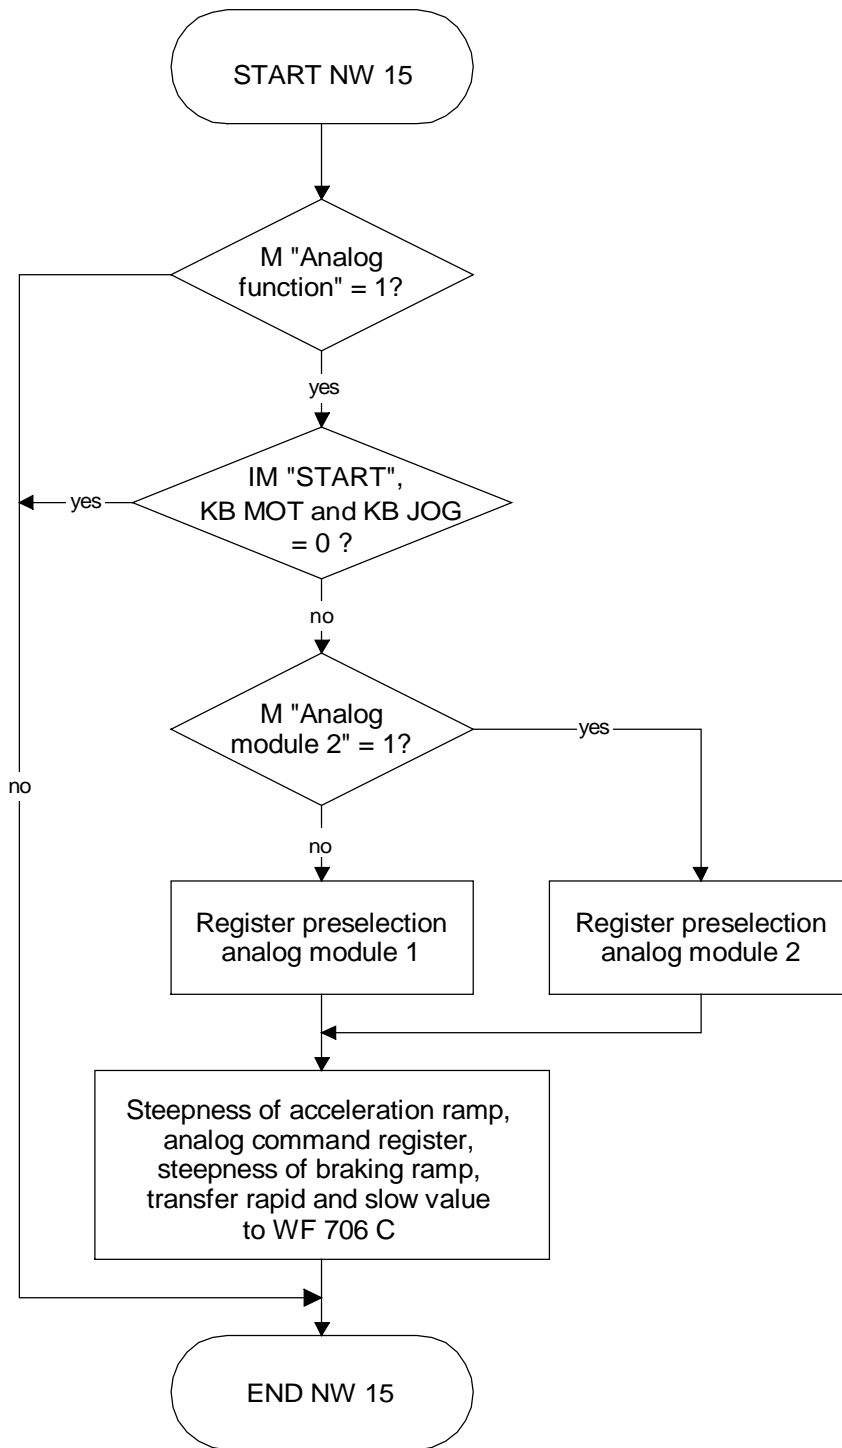 START NW 15
M "Analog
function" = 1?
yes
IM "START",
KB MOT and KB JOG
= 0 ?
yes
no
M "Analog
module 2" = 1?
yes
no
no
Register preselection
analog module 1
Register preselection
analog module 2
Steepness of acceleration ramp,
analog command register,
steepness of braking ramp,
transfer rapid and slow value
to WF 706 C
END NW 15